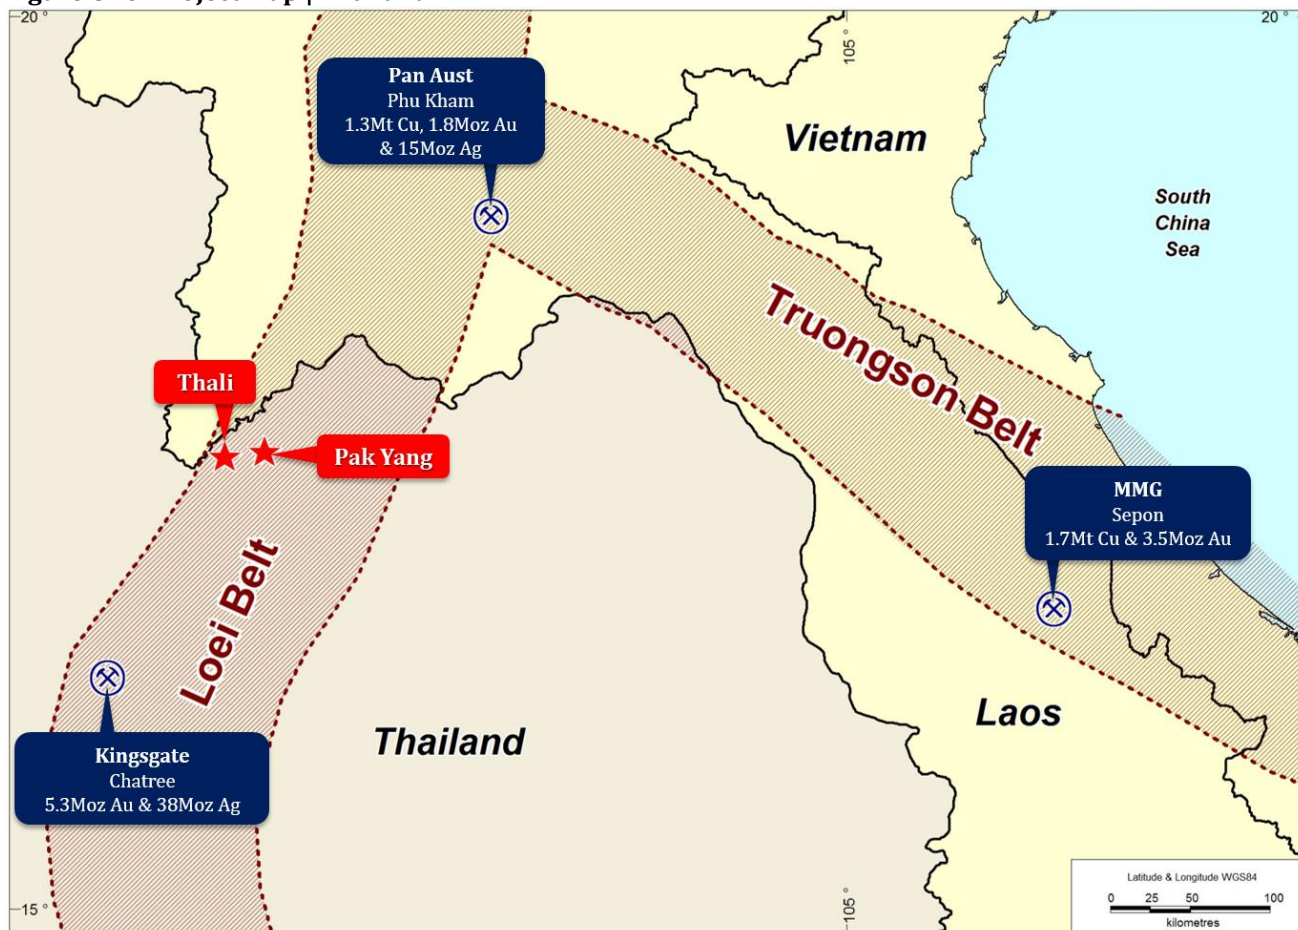 20 °
105 °
20 °
Pan Aust
Phu Kham
1.3Mt Cu, 1.8Moz Au
& 15Moz Ag
Vietnam
South
China
Sea
Truongson Belt
Thali
Pak Yang
MMG
Sepon
1.7Mt Cu & 3.5Moz Au
Loei Belt
Laos
Thailand
Kingsgate
Chatree
5.3Moz Au & 38Moz Ag
Latitude & Longitude WGS84
0 25 50 100
kilometres
15 °
105 °